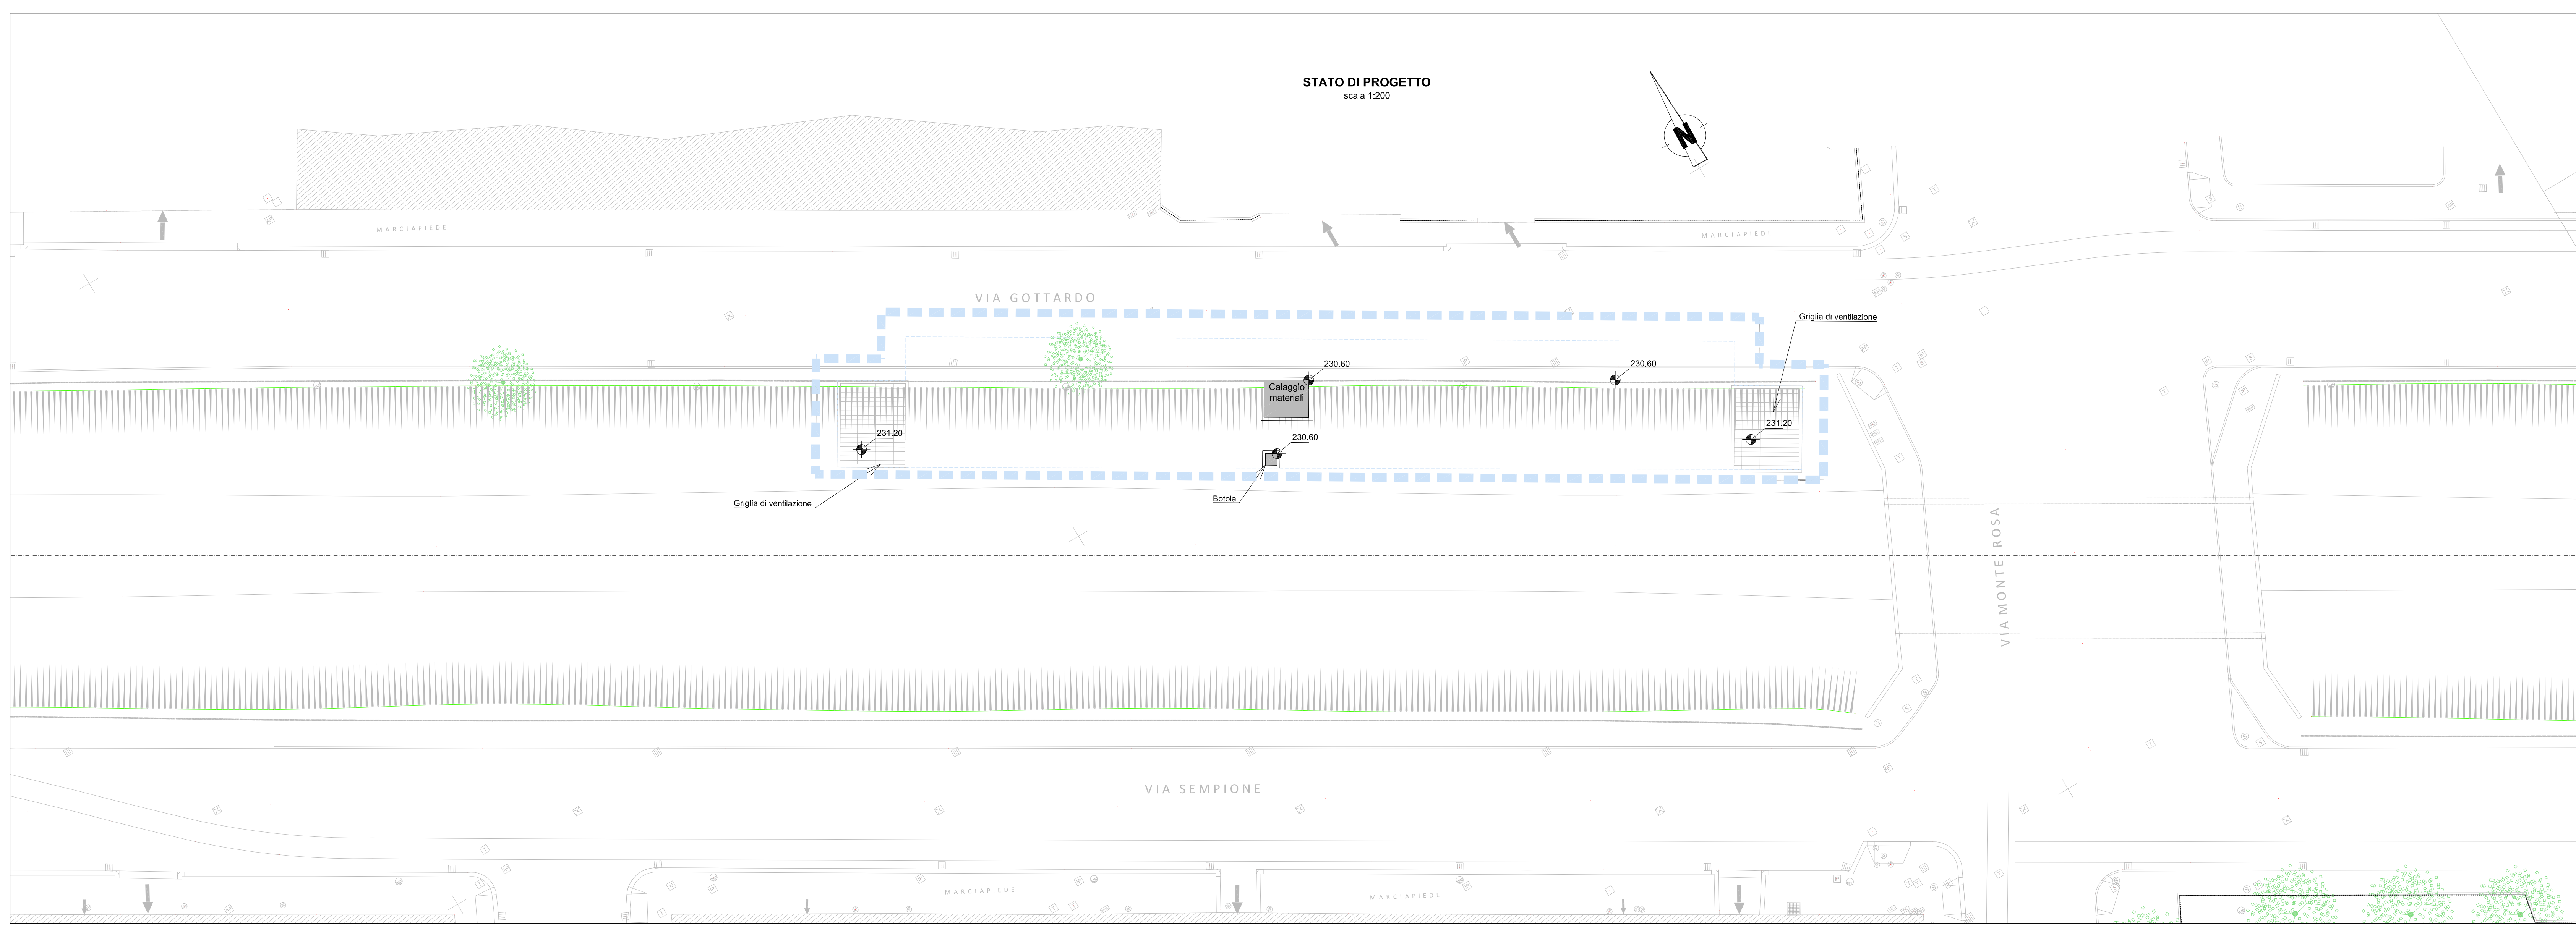 STATO DI PROGETTO
scala 1:200
N
MARCIAPIEDE
MARCIAPIEDE
VIA GOTTARDO
Griglia di ventilazione
230,60
230,60
Calaggio
materiali
231,20
231,20
230,60
Griglia di ventilazione
Botola
VIA MONTE ROSA
VIA SEMPIONE
MARCIAPIEDE
MARCIAPIEDE